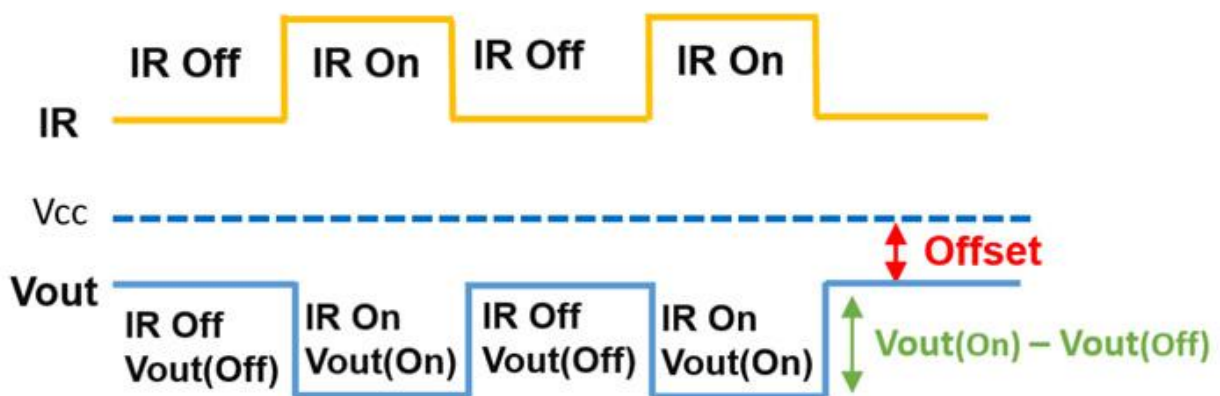 IR Off
IR On
IR Off
IR On
IR
Vcc
Offset
Vout
IR Off
Vout(Off)
IR On
Vout(On)
IR Off
Vout(Off)
IR On
Vout(On)
Vout(On) – Vout(Off)